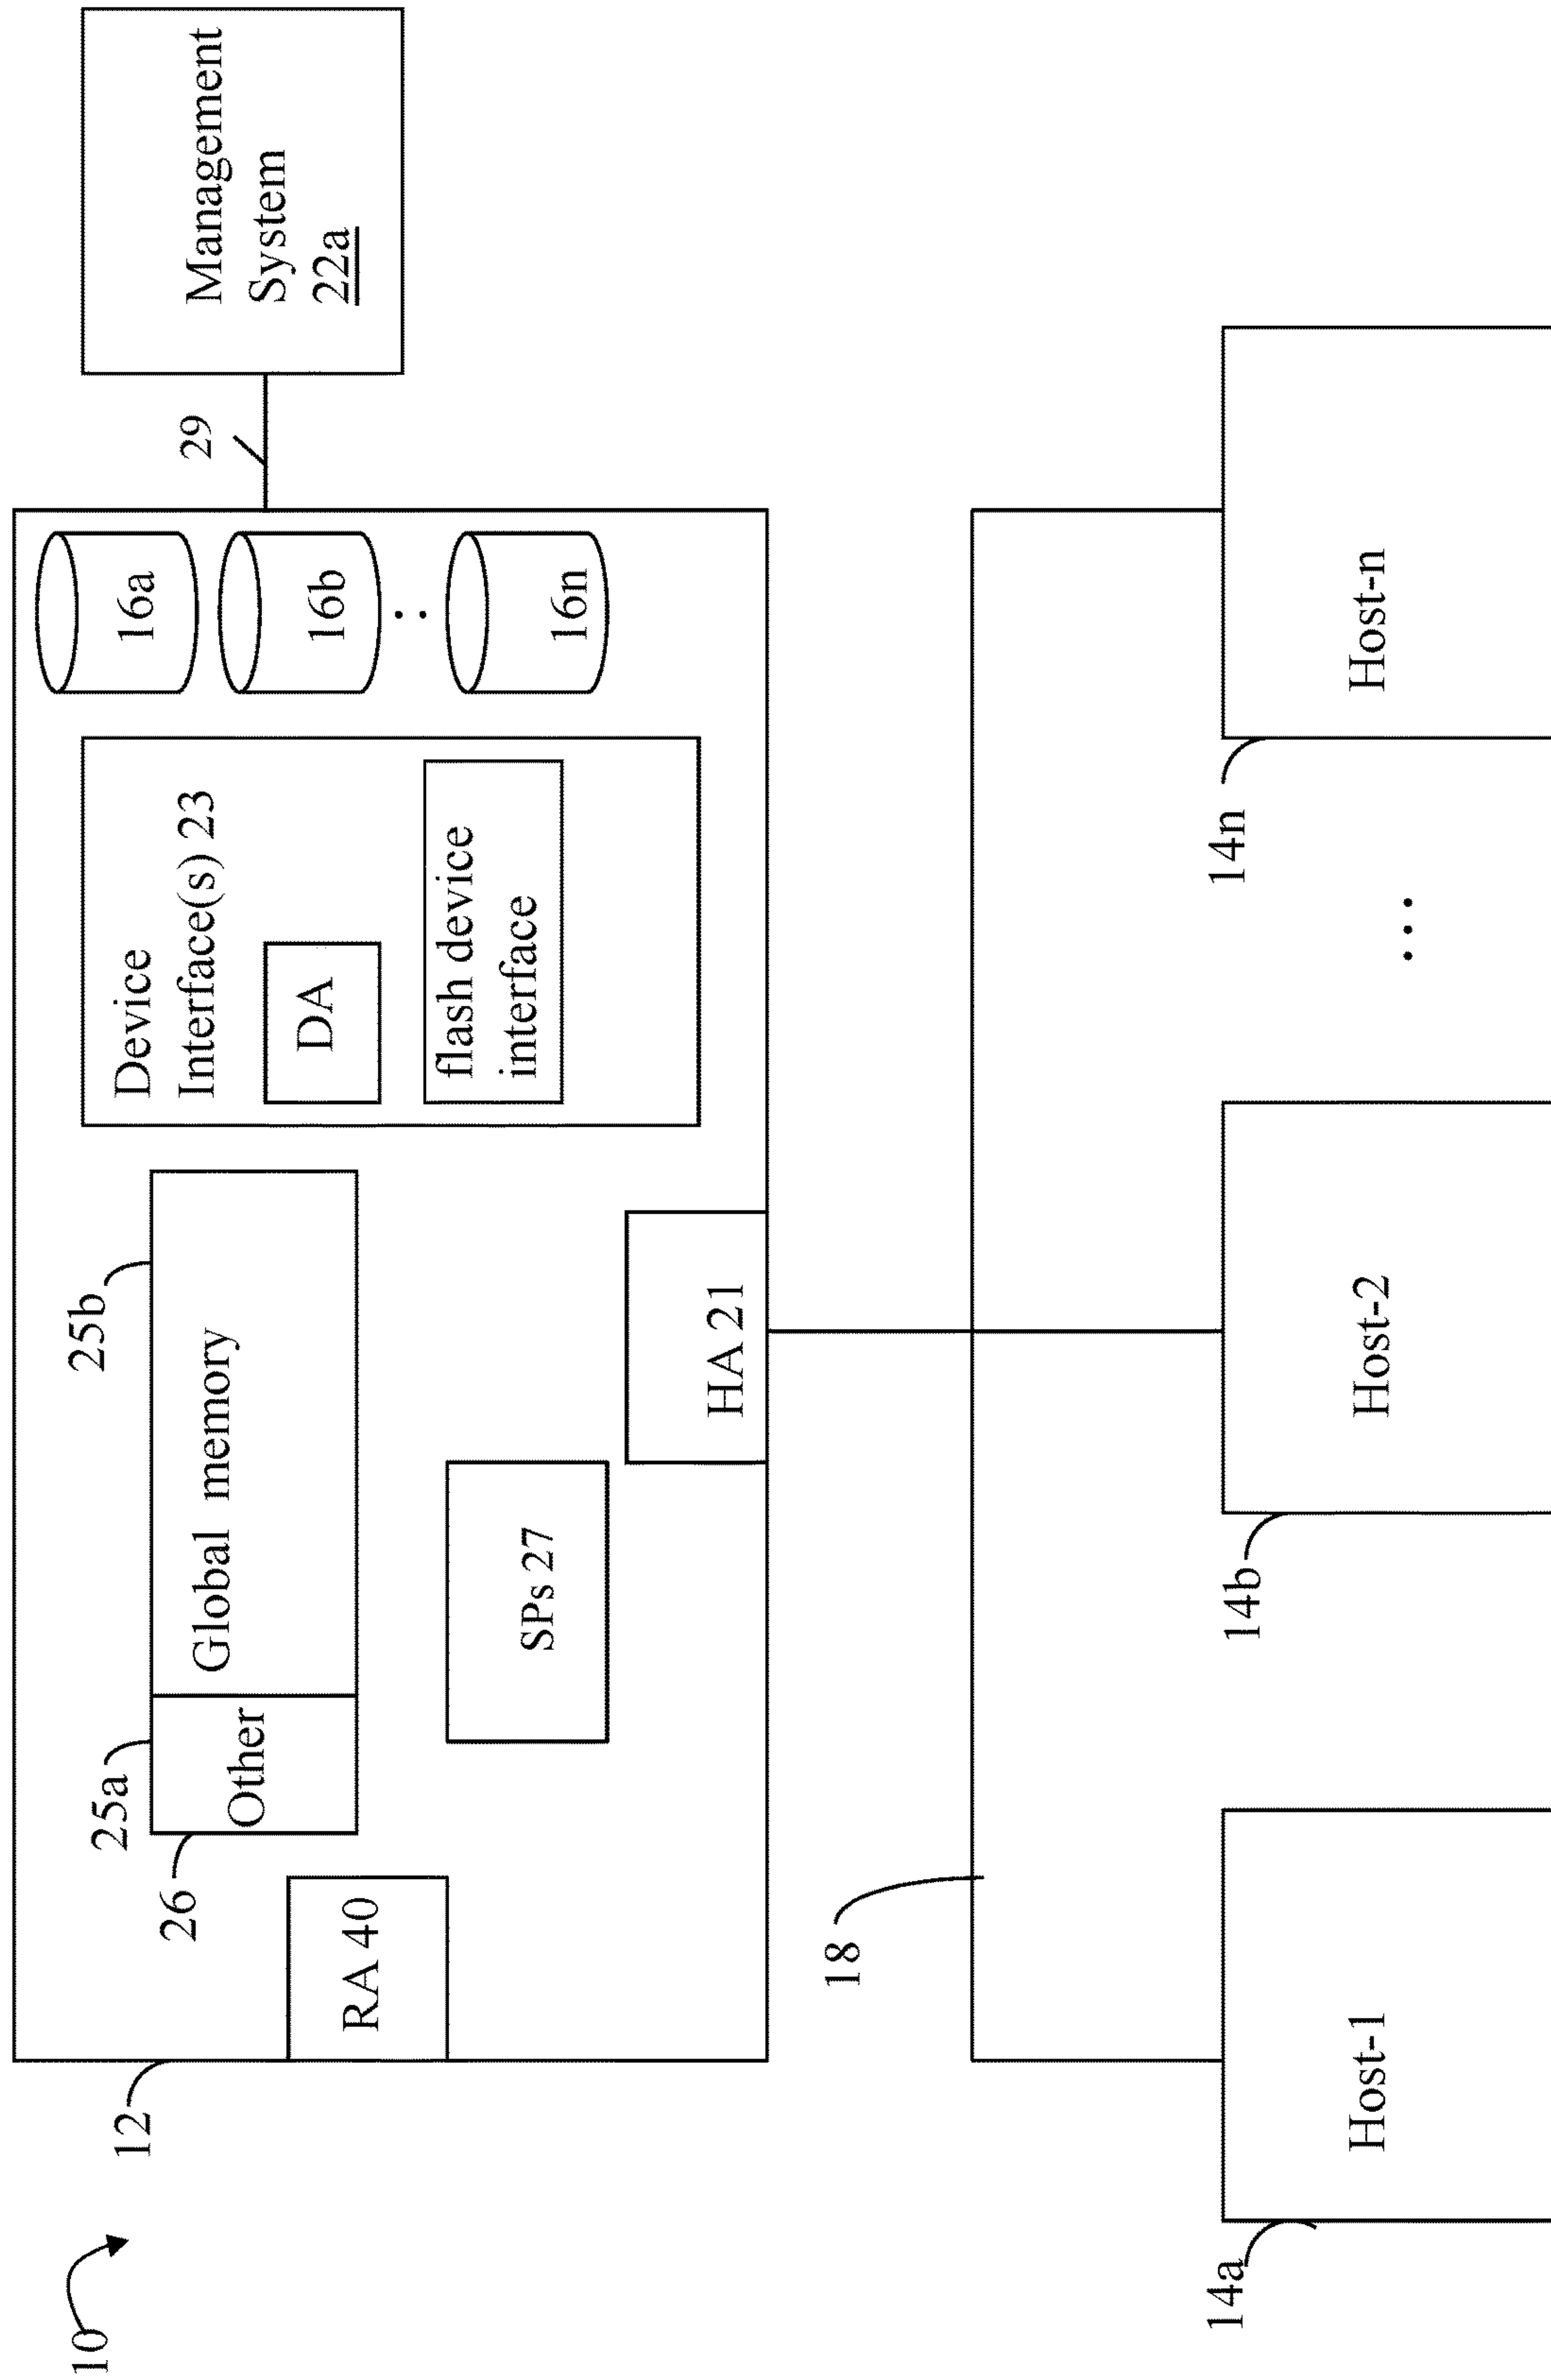 10
12
RA 40
26
25a
Other
25b
Global memory
SPs 27
HA 21
Device
Interface(s) 23
DA
flash device
interface
16a
16b
16n
29
Management
System
22a
18
14a
Host-1
14b
Host-2
...
14n
Host-n